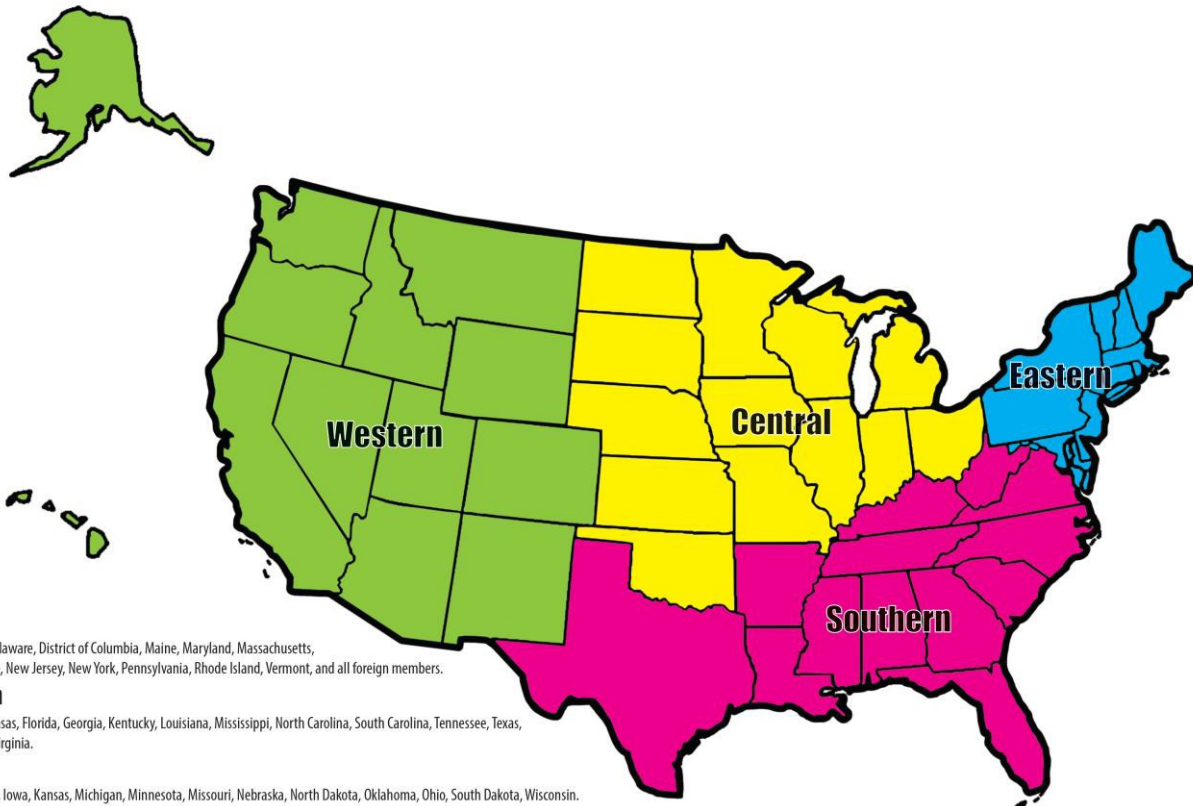 Eastern
Central
Western
Southern
laware, District of Columbia, Maine, Maryland, Massachusetts,
, New Jersey, New York, Pennsylvania, Rhode Island, Vermont, and all foreign members.
sas, Florida, Georgia, Kentucky, Louisiana, Mississippi, North Carolina, South Carolina, Tennessee, Texas,
irginia.
, Iowa, Kansas, Michigan, Minnesota, Missouri, Nebraska, North Dakota, Oklahoma, Ohio, South Dakota, Wisconsin.